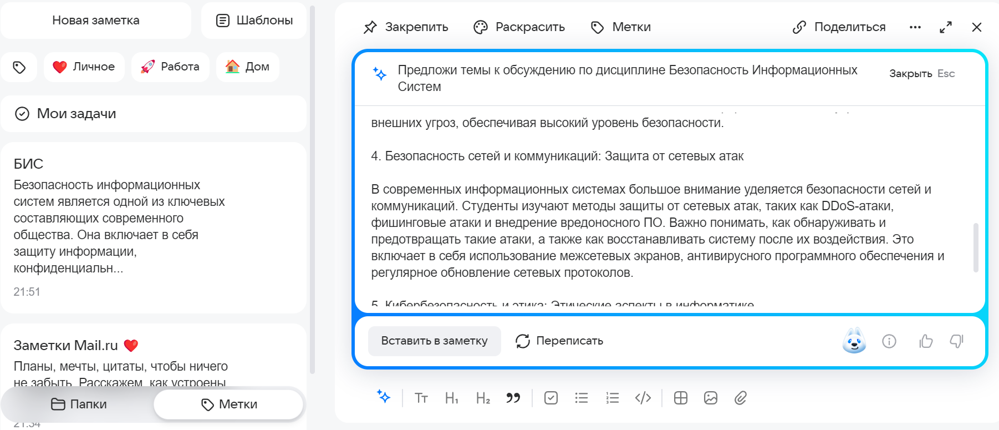 Новая заметка
Шаблоны
Личное
Работа
Дом
Мои задачи
БИС
Безопасность информационных
систем является одной из ключевых
составляющих современного
общества. Она включает в себя
защиту информации,
конфиденциальн...
21:51
Заметки Mail.ru
Планы, мечты, цитаты, чтобы ничего
не забыть. Расскажем, как устроены
Папки
Метки
21:34
Закрепить
Раскрасить
Метки
Поделиться
Предложи темы к обсуждению по дисциплине Безопасность Информационных
Систем
Закрыть Esc
внешних угроз, обеспечивая высокий уровень безопасности.
4. Безопасность сетей и коммуникаций: Защита от сетевых атак
В современных информационных системах большое внимание уделяется безопасности сетей и
коммуникаций. Студенты изучают методы защиты от сетевых атак, таких как DDoS-атаки,
фишинговые атаки и внедрение вредоносного ПО. Важно понимать, как обнаруживать и
предотвращать такие атаки, а также как восстанавливать систему после их воздействия. Это
включает в себя использование межсетевых экранов, антивирусного программного обеспечения и
регулярное обновление сетевых протоколов.
5. Кибербезопасность и этика: Этические аспекты в информатике
Вставить в заметку
Переписать
Тт H₁ H₂